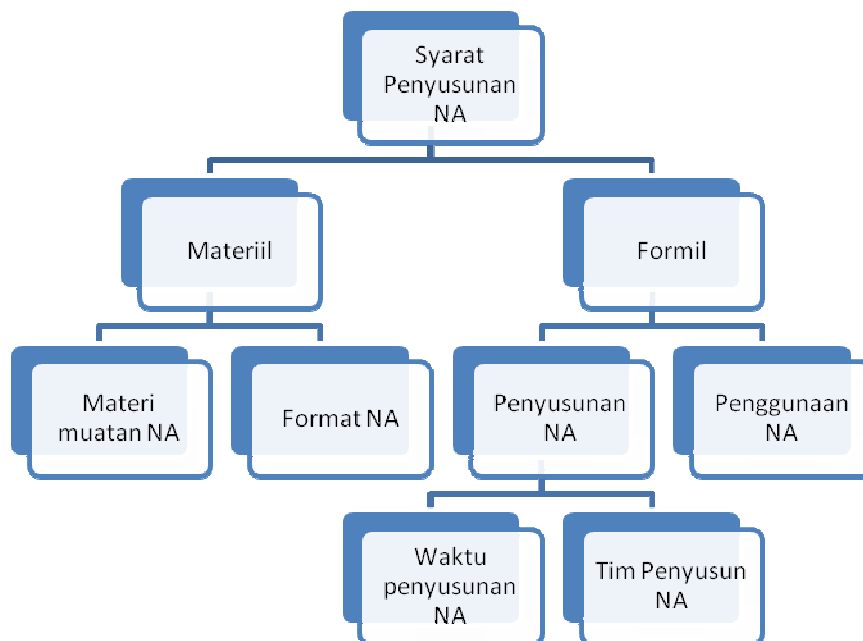 Syarat
Penyusunan
NA
Materiil
Formil
Materi
muatan NA
Format NA
Penyusunan
NA
Penggunaan
NA
Waktu
penyusunan
NA
Tim Penyusun
NA